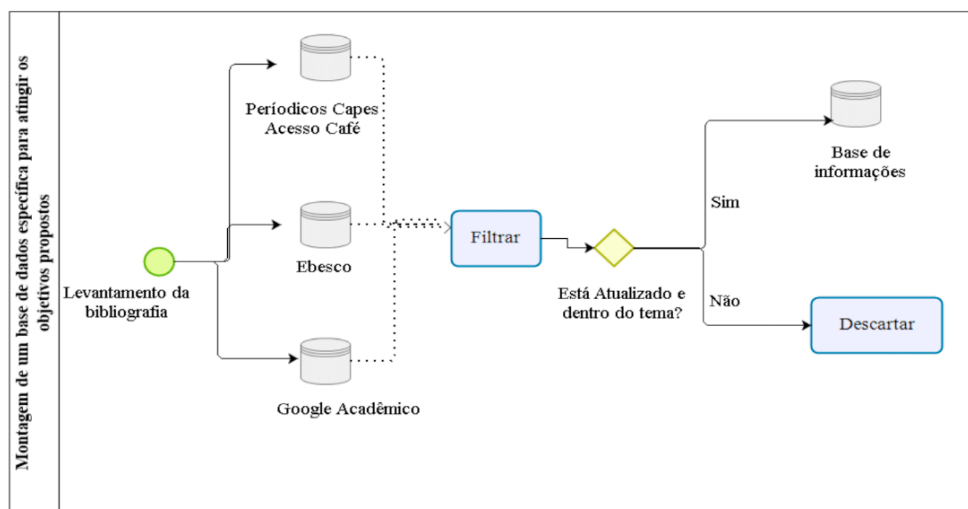 Montagem de um base de dados específica para atingir os
objetivos propostos
Períodicos Capes
Acesso Café
Ebesco
Levantamento da
bibliografia
Google Acadêmico
Filtrar
Está Atualizado e
dentro do tema?
Sim
Não
Base de
informações
Descartar